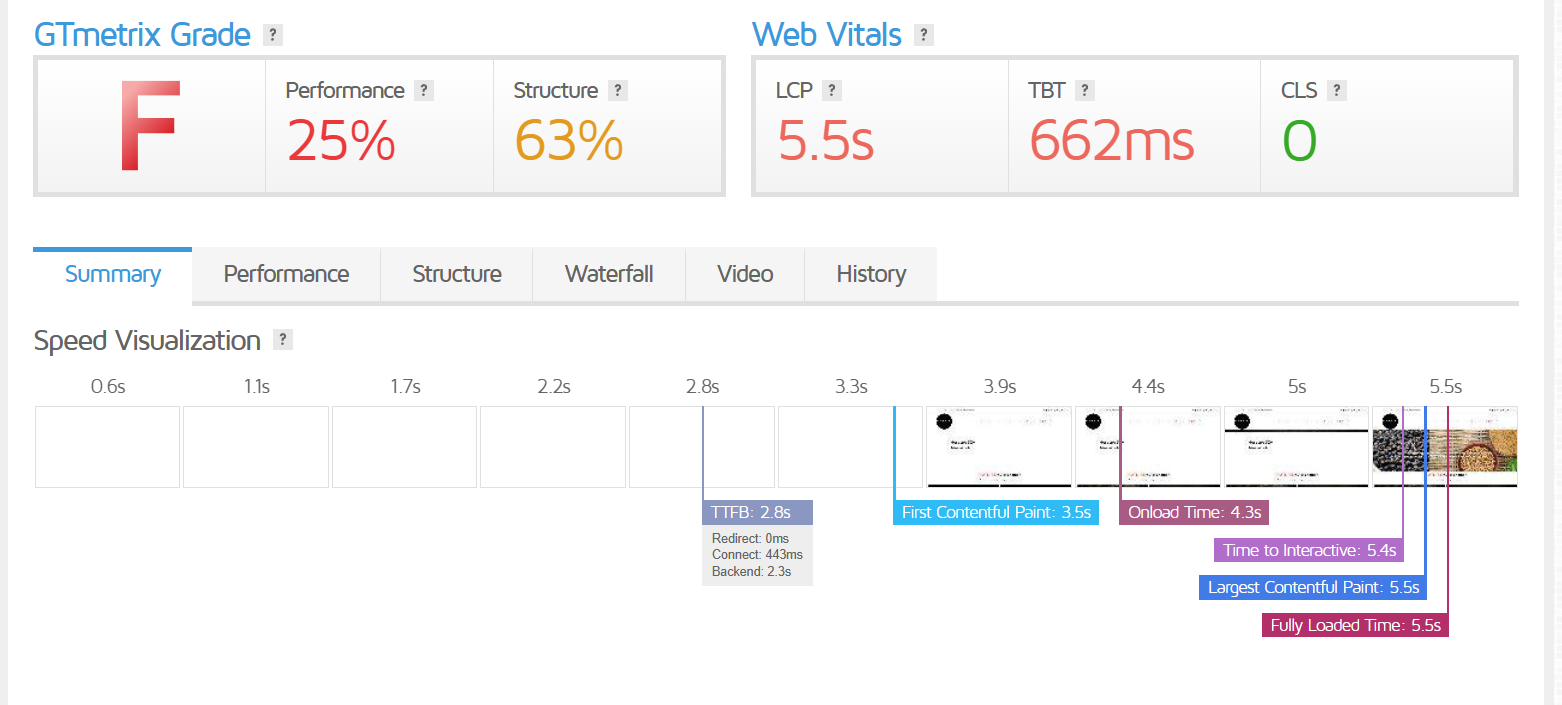 GTmetrix Grade ?
Web Vitals ?
F
Performance ?
25%
Structure ?
63%
LCP ?
5.5s
TBT ?
662ms
CLS ?
0
Summary
Performance
Structure
Waterfall
Video
History
Speed Visualization ?
0.6s
1.1s
1.7s
2.2s
2.8s
3.3s
3.9s
4.4s
5s
5.5s
TTFB: 2.8s
Redirect: 0ms
Connect: 443ms
Backend: 2.3s
First Contentful Paint: 3.5s
Onload Time: 4.3s
Time to Interactive: 5.4s
Largest Contentful Paint: 5.5s
Fully Loaded Time: 5.5s